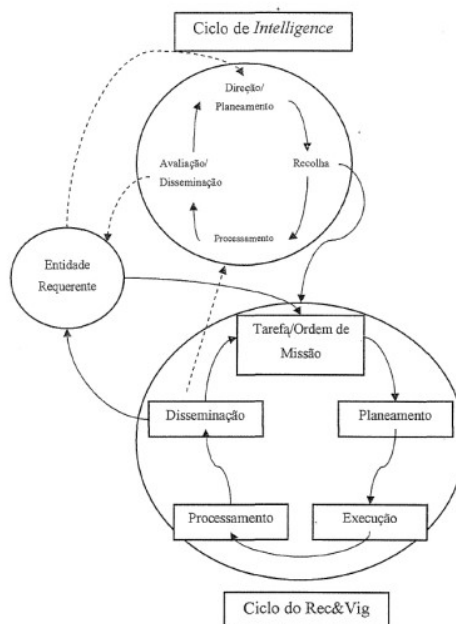 Ciclo de Intelligence
Direção/
Planeamento
Avaliação/
Disseminação
Recolha
Processamento
Entidade
Requerente
Tarefa/Ordem de
Missão
Disseminação
Planeamento
Processamento
Execução
Ciclo do Rec&Vig